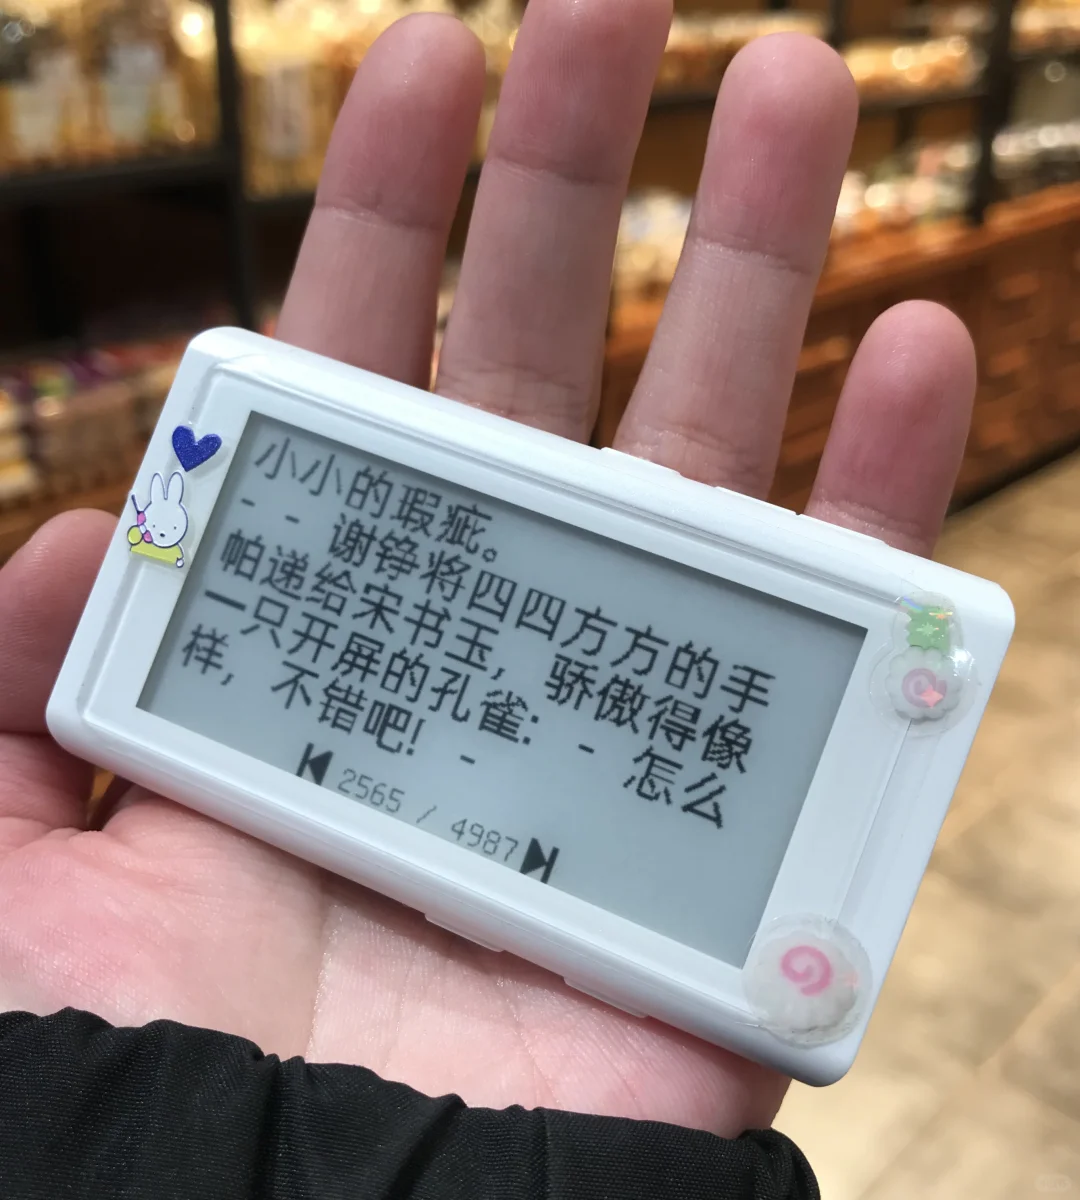 小小的瑕疵。
- - 谢铮将四四方方的手
帕递给宋书玉，骄傲得像
一只开屏的孔雀: - 怎么
样，不错吧! -
2565 / 4987